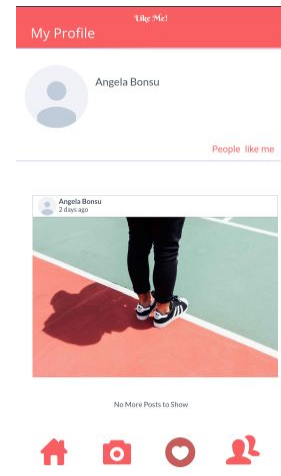 Like Me!
My Profile
Angela Bonsu
People like me
Angela Bonsu
2 days ago
No More Posts to Show